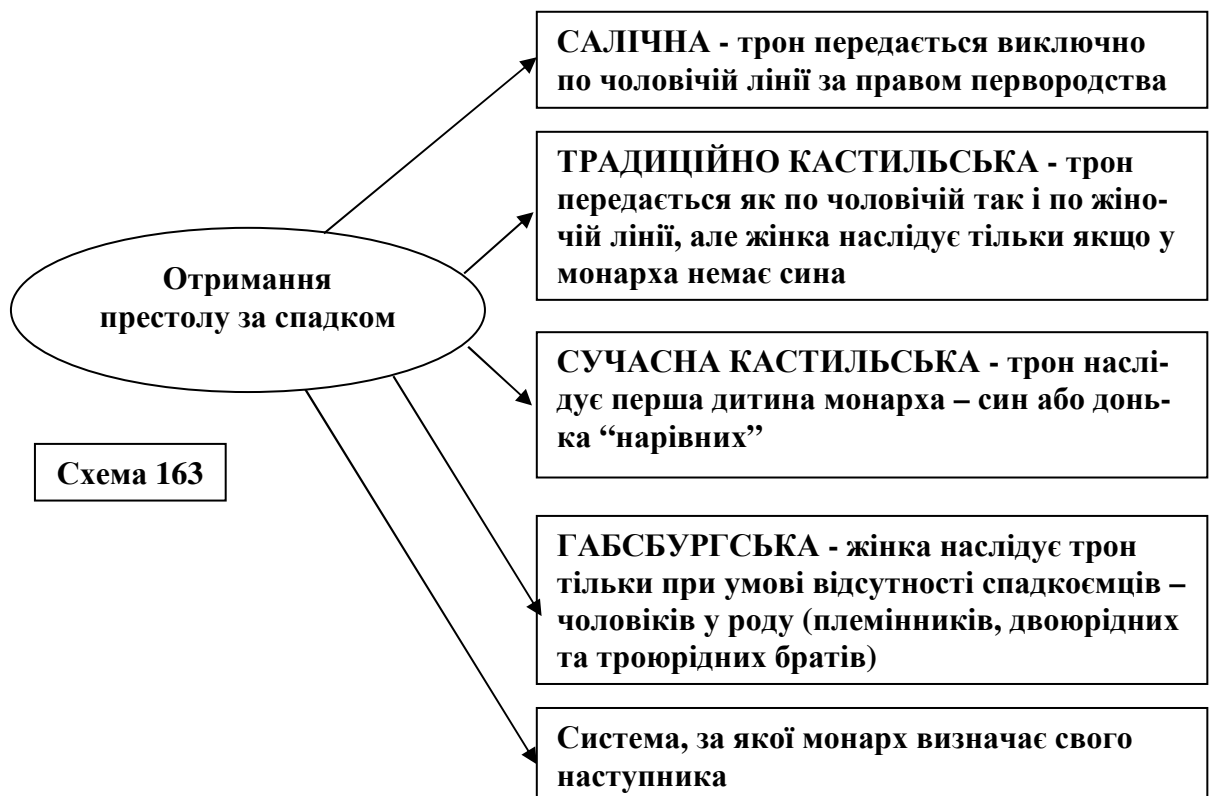 САЛІЧНА - трон передається виключно
по чоловічій лінії за правом первородства
ТРАДИЦІЙНО КАСТИЛЬСЬКА - трон
передається як по чоловічій так і по жіно-
чій лінії, але жінка наслідує тільки якщо у
монарха немає сина
Отримання
престолу за спадком
СУЧАСНА КАСТИЛЬСЬКА - трон наслі-
дує перша дитина монарха – син або донь-
ка “нарівних”
Схема 163
ГАБСБУРГСЬКА - жінка наслідує трон
тільки при умові відсутності спадкоємців –
чоловіків у роду (племінників, двоюрідних
та троюрідних братів)
Система, за якої монарх визначає свого
наступника